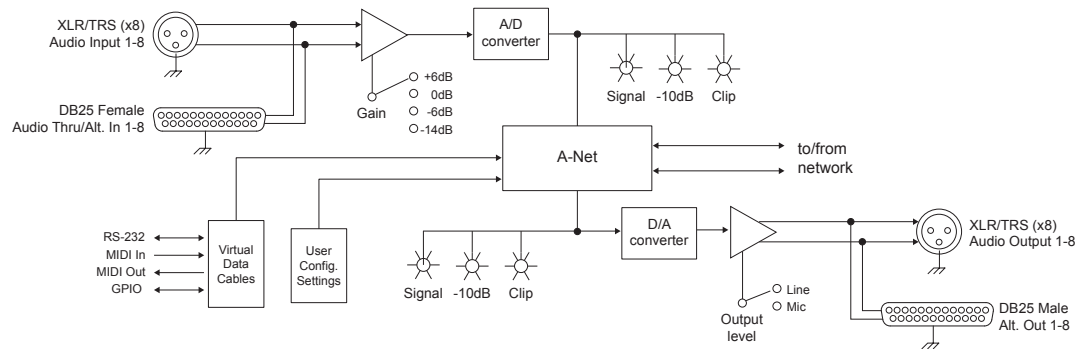 XLR/TRS (x8)
Audio Input 1-8
DB25 Female
Audio Thru/Alt. In 1-8
Gain
+6dB
0dB
-6dB
-14dB
A/D
converter
Signal
-10dB
Clip
A-Net
to/from
network
RS-232
MIDI In
MIDI Out
GPIO
Virtual
Data
Cables
User
Config.
Settings
Signal
-10dB
Clip
D/A
converter
Output
level
Line
Mic
XLR/TRS (x8)
Audio Output 1-8
DB25 Male
Alt. Out 1-8